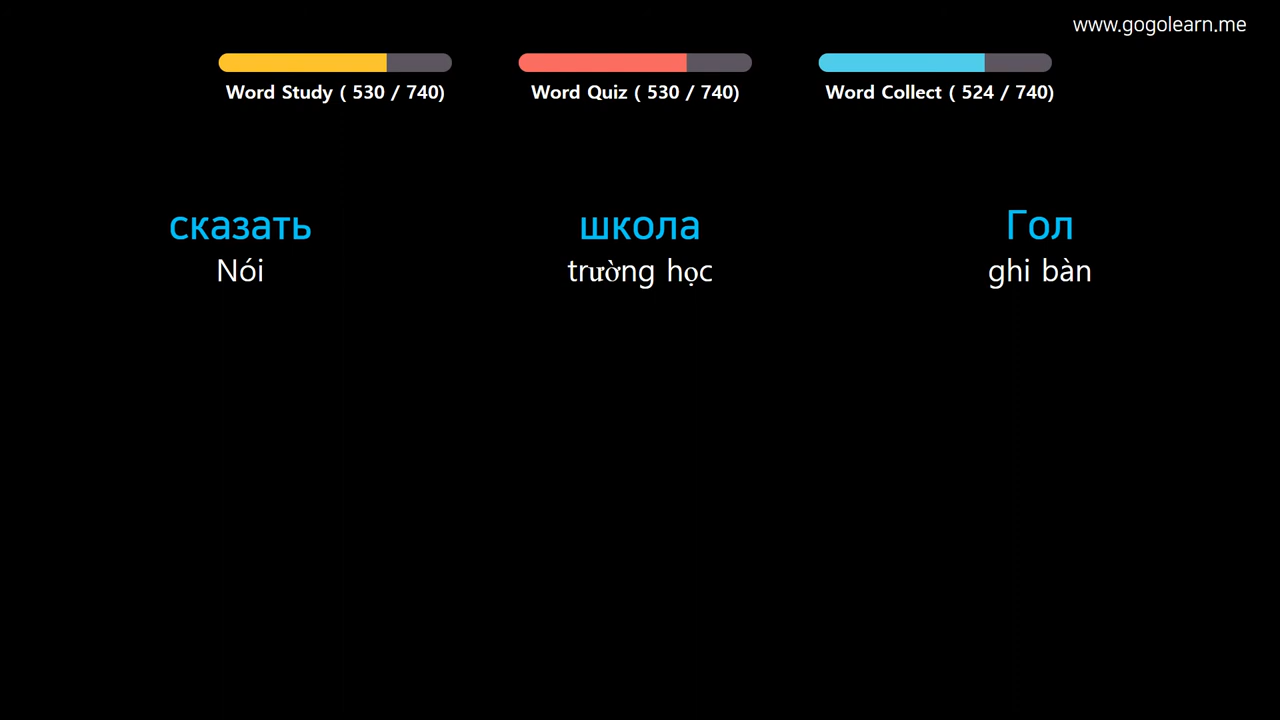 www.gogolearn.me
Word Study ( 530 / 740)
Word Quiz ( 530 / 740)
Word Collect ( 524 / 740)
сказать
Nói
школа
trường học
Гол
ghi bàn